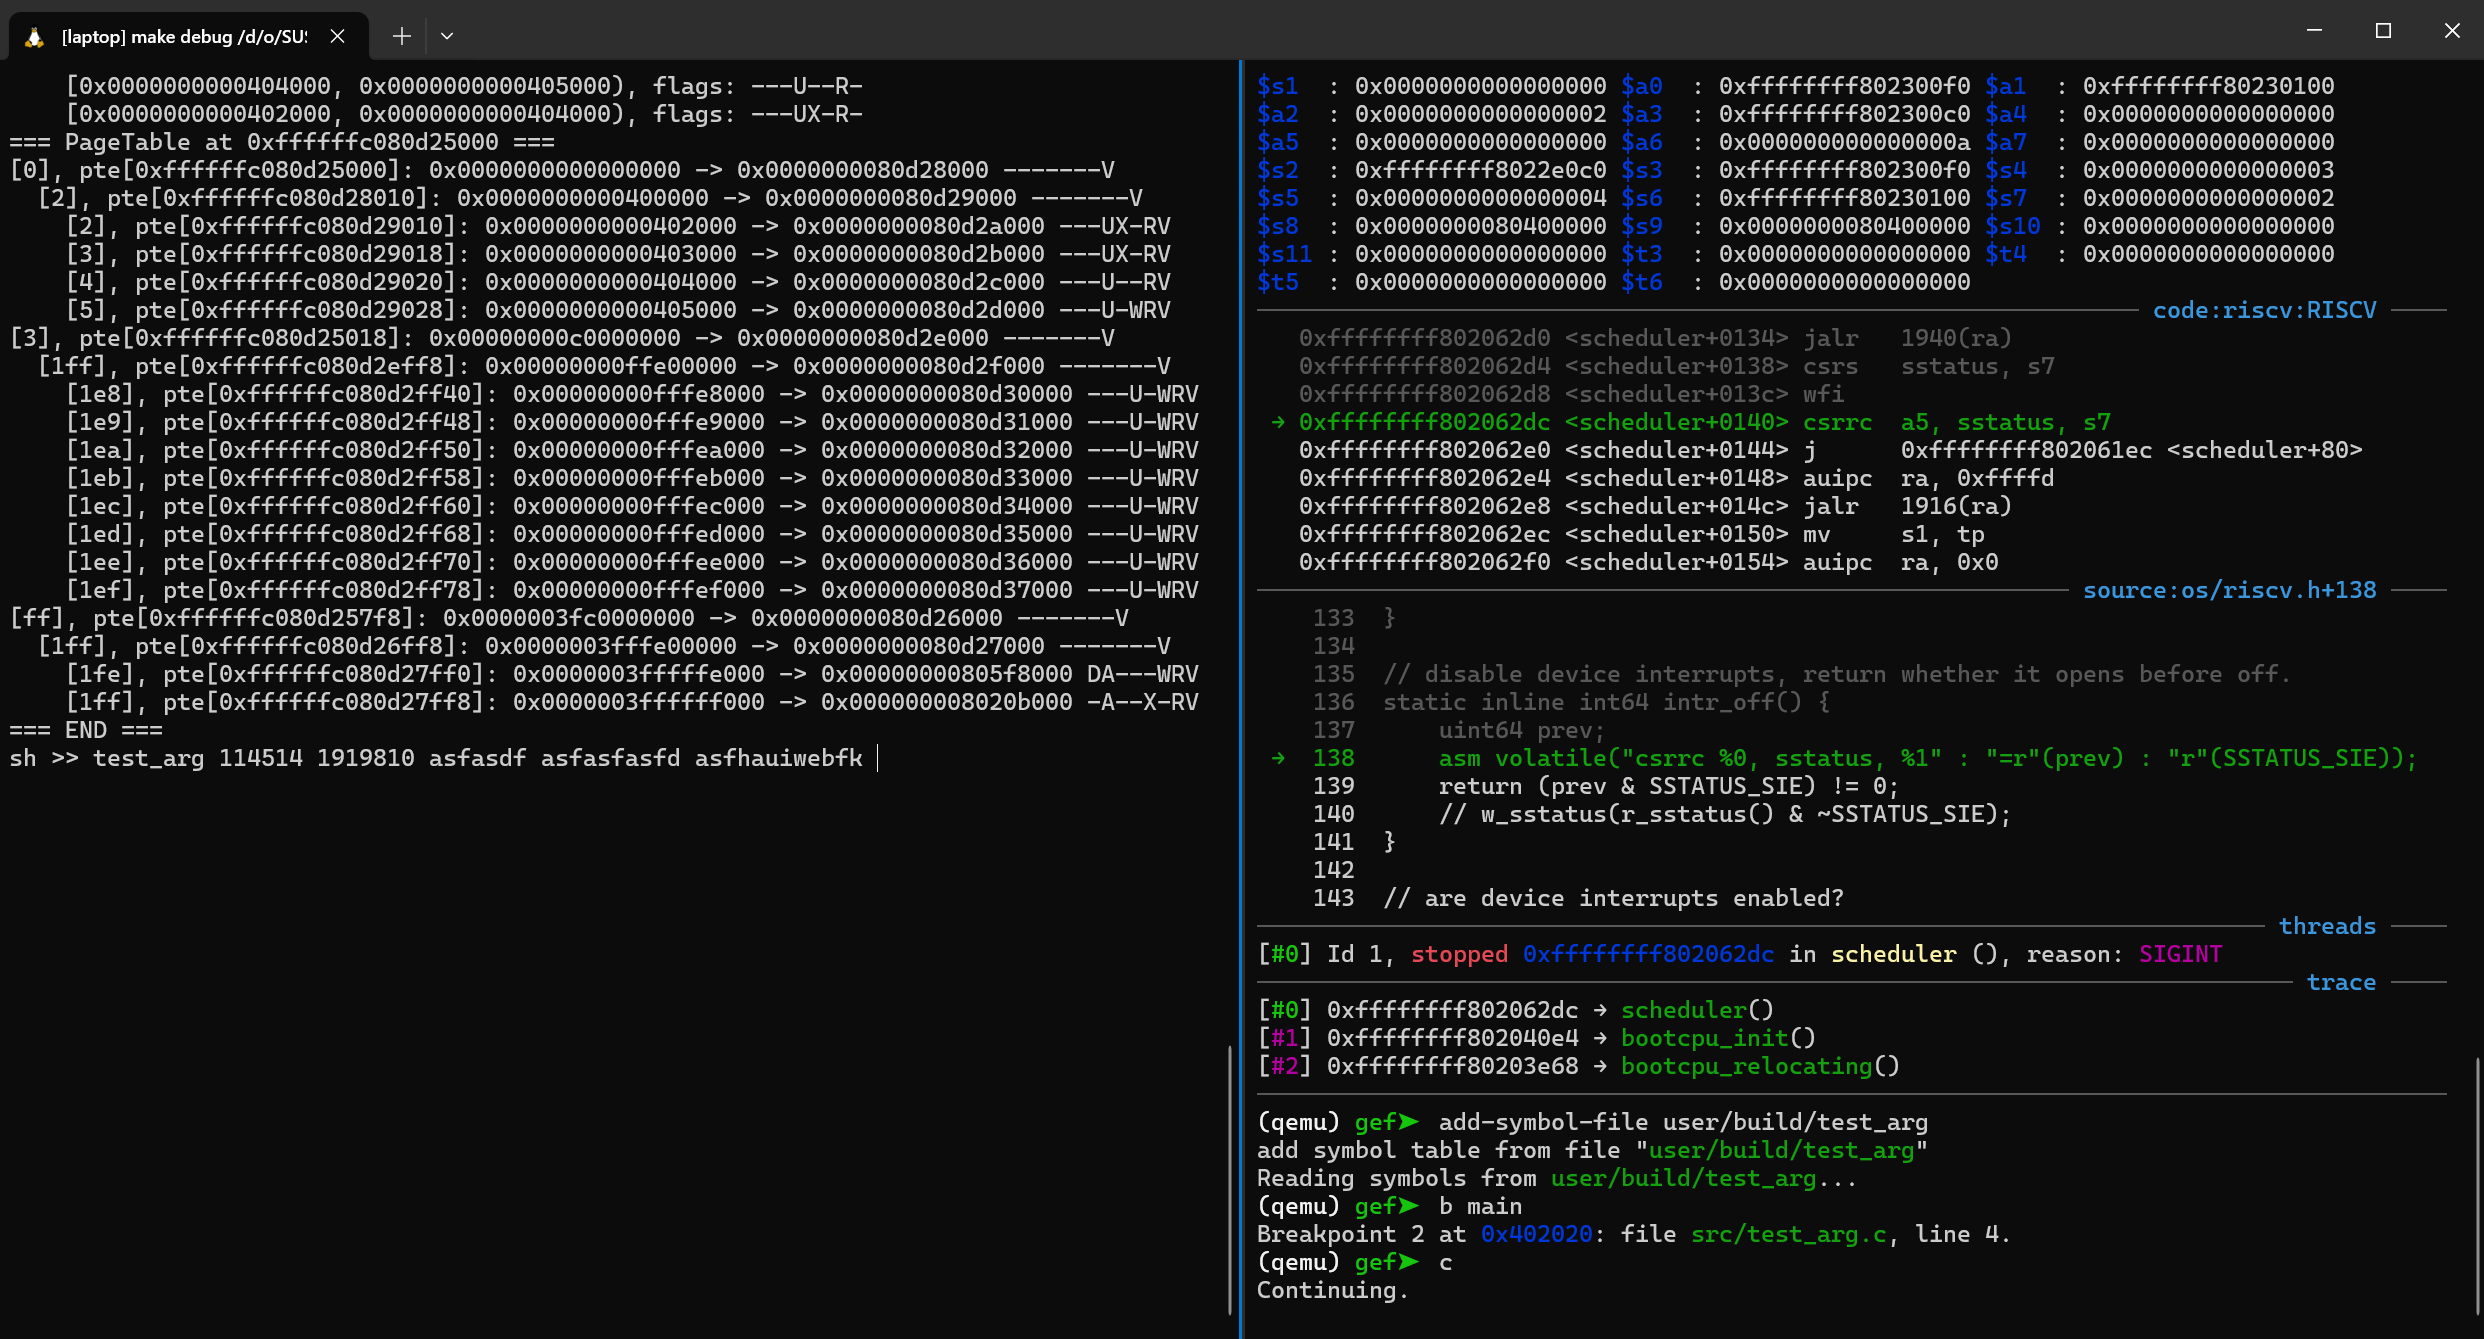 [laptop] make debug /d/o/SUS
[0x0000000000404000, 0x0000000000405000), flags: ---U--R-
[0x0000000000402000, 0x0000000000404000), flags: ---UX-R-
=== PageTable at 0xffffffc080d25000 ===
[0], pte[0xffffffc080d25000]: 0x0000000000000000 -> 0x0000000080d28000 -------V
[2], pte[0xffffffc080d28010]: 0x0000000000400000 -> 0x0000000080d29000 -------V
[2], pte[0xffffffc080d29010]: 0x0000000000402000 -> 0x0000000080d2a000 ---UX-RV
[3], pte[0xffffffc080d29018]: 0x0000000000403000 -> 0x0000000080d2b000 ---UX-RV
[4], pte[0xffffffc080d29020]: 0x0000000000404000 -> 0x0000000080d2c000 ---U--RV
[5], pte[0xffffffc080d29028]: 0x0000000000405000 -> 0x0000000080d2d000 ---U-WRV
[3], pte[0xffffffc080d25018]: 0x00000000c0000000 -> 0x0000000080d2e000 -------V
[1ff], pte[0xffffffc080d2eff8]: 0x00000000ffe00000 -> 0x0000000080d2f000 -------V
[1e8], pte[0xffffffc080d2ff40]: 0x00000000fffe8000 -> 0x0000000080d30000 ---U-WRV
[1e9], pte[0xffffffc080d2ff48]: 0x00000000fffe9000 -> 0x0000000080d31000 ---U-WRV
[1ea], pte[0xffffffc080d2ff50]: 0x00000000fffea000 -> 0x0000000080d32000 ---U-WRV
[1eb], pte[0xffffffc080d2ff58]: 0x00000000fffeb000 -> 0x0000000080d33000 ---U-WRV
[1ec], pte[0xffffffc080d2ff60]: 0x00000000fffec000 -> 0x0000000080d34000 ---U-WRV
[1ed], pte[0xffffffc080d2ff68]: 0x00000000fffed000 -> 0x0000000080d35000 ---U-WRV
[1ee], pte[0xffffffc080d2ff70]: 0x00000000fffee000 -> 0x0000000080d36000 ---U-WRV
[1ef], pte[0xffffffc080d2ff78]: 0x00000000fffef000 -> 0x0000000080d37000 ---U-WRV
[ff], pte[0xffffffc080d257f8]: 0x0000003fc0000000 -> 0x0000000080d26000 -------V
[1ff], pte[0xffffffc080d26ff8]: 0x0000003fffe00000 -> 0x0000000080d27000 -------V
[1fe], pte[0xffffffc080d27ff0]: 0x0000003fffffe000 -> 0x00000000805f8000 DA---WRV
[1ff], pte[0xffffffc080d27ff8]: 0x0000003ffffff000 -> 0x000000008020b000 -A--X-RV
=== END ===
sh >> test_arg 114514 1919810 asfasdf asfasfasfd asfhauiwebfk
$s1  : 0x0000000000000000 $a0  : 0xffffffff802300f0 $a1  : 0xffffffff80230100
$a2  : 0x0000000000000002 $a3  : 0xffffffff802300c0 $a4  : 0x0000000000000000
$a5  : 0x0000000000000000 $a6  : 0x000000000000000a $a7  : 0x0000000000000000
$s2  : 0xffffffff8022e0c0 $s3  : 0xffffffff802300f0 $s4  : 0x0000000000000003
$s5  : 0x0000000000000004 $s6  : 0xffffffff80230100 $s7  : 0x0000000000000002
$s8  : 0x0000000080400000 $s9  : 0x0000000080400000 $s10 : 0x0000000000000000
$s11 : 0x0000000000000000 $t3  : 0x0000000000000000 $t4  : 0x0000000000000000
$t5  : 0x0000000000000000 $t6  : 0x0000000000000000
code:riscv:RISCV
0xffffffff802062d0 <scheduler+0134> jalr   1940(ra)
0xffffffff802062d4 <scheduler+0138> csrs   sstatus, s7
0xffffffff802062d8 <scheduler+013c> wfi
→ 0xffffffff802062dc <scheduler+0140> csrrc  a5, sstatus, s7
0xffffffff802062e0 <scheduler+0144> j      0xffffffff802061ec <scheduler+80>
0xffffffff802062e4 <scheduler+0148> auipc  ra, 0xffffd
0xffffffff802062e8 <scheduler+014c> jalr   1916(ra)
0xffffffff802062ec <scheduler+0150> mv     s1, tp
0xffffffff802062f0 <scheduler+0154> auipc  ra, 0x0
source:os/riscv.h+138
133  }
134
135  // disable device interrupts, return whether it opens before off.
136  static inline int64 intr_off() {
137      uint64 prev;
→  138      asm volatile("csrrc %0, sstatus, %1" : "=r"(prev) : "r"(SSTATUS_SIE));
139      return (prev & SSTATUS_SIE) != 0;
140      // w_sstatus(r_sstatus() & ~SSTATUS_SIE);
141  }
142
143  // are device interrupts enabled?
threads
[#0] Id 1, stopped 0xffffffff802062dc in scheduler (), reason: SIGINT
trace
[#0] 0xffffffff802062dc → scheduler()
[#1] 0xffffffff802040e4 → bootcpu_init()
[#2] 0xffffffff80203e68 → bootcpu_relocating()
(qemu) gef➤  add-symbol-file user/build/test_arg
add symbol table from file "user/build/test_arg"
Reading symbols from user/build/test_arg...
(qemu) gef➤  b main
Breakpoint 2 at 0x402020: file src/test_arg.c, line 4.
(qemu) gef➤  c
Continuing.